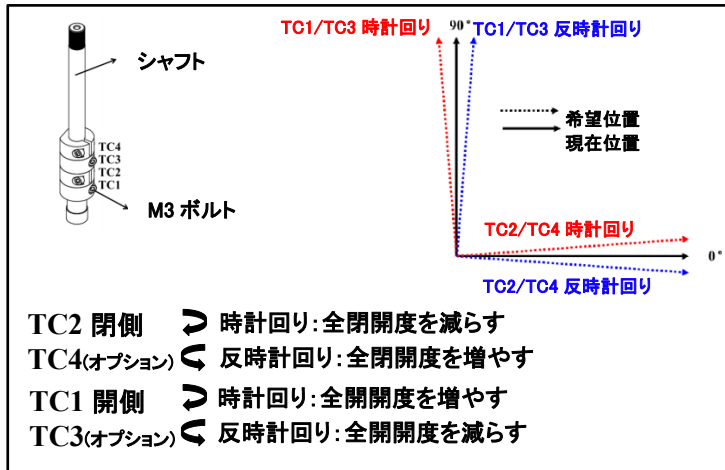 シャフト
TC4
TC3
TC2
TC1
M3 ボルト
TC1/TC3 時計回り
90°
TC1/TC3 反時計回り
希望位置
現在位置
TC2/TC4 時計回り
0°
TC2/TC4 反時計回り
TC2 閉側 時計回り:全閉開度を減らす
TC4(オプション) 反時計回り:全閉開度を増やす
TC1 開側 時計回り:全開開度を増やす
TC3(オプション) 反時計回り:全開開度を減らす